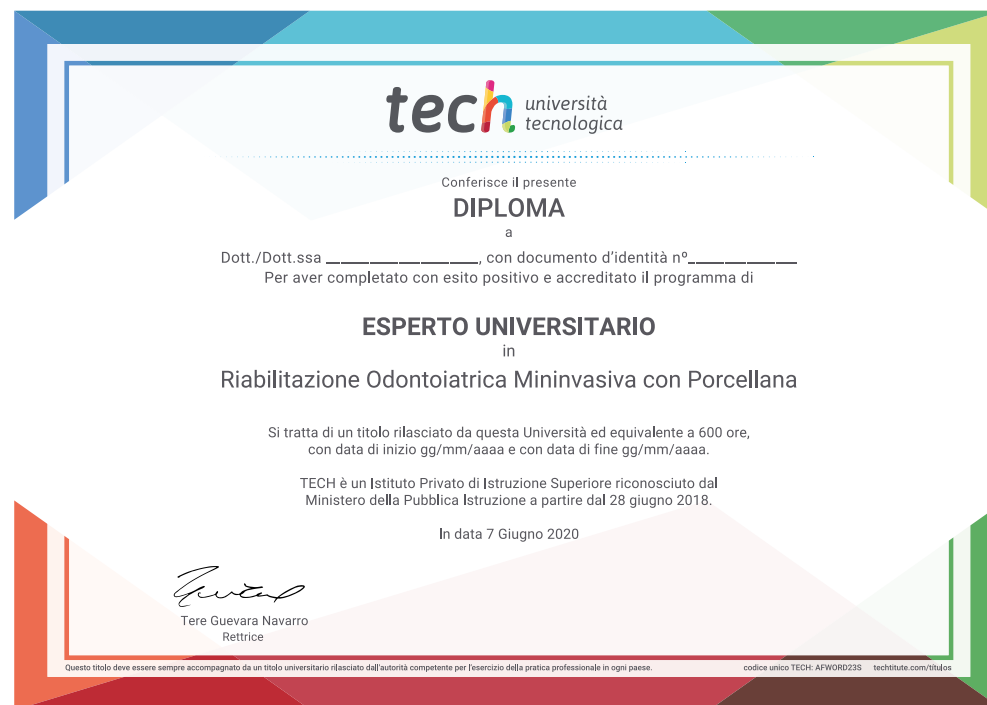 tech università
tecnologica
Conferisce il presente
DIPLOMA
a
Dott./Dott.ssa ________________, con documento d'identità nº____________
Per aver completato con esito positivo e accreditato il programma di
ESPERTO UNIVERSITARIO
in
Riabilitazione Odontoiatrica Mininvasiva con Porcellana
Si tratta di un titolo rilasciato da questa Università ed equivalente a 600 ore,
con data di inizio gg/mm/aaaa e con data di fine gg/mm/aaaa.
TECH è un Istituto Privato di Istruzione Superiore riconosciuto dal
Ministero della Pubblica Istruzione a partire dal 28 giugno 2018.
In data 7 Giugno 2020
Tere Guevara Navarro
Rettrice
Questo titolo deve essere sempre accompagnato da un titolo universitario rilasciato dall'autorità competente per l'esercizio della pratica professionale in ogni paese. codice unico TECH: AFWORD23S techtitute.com/títulos